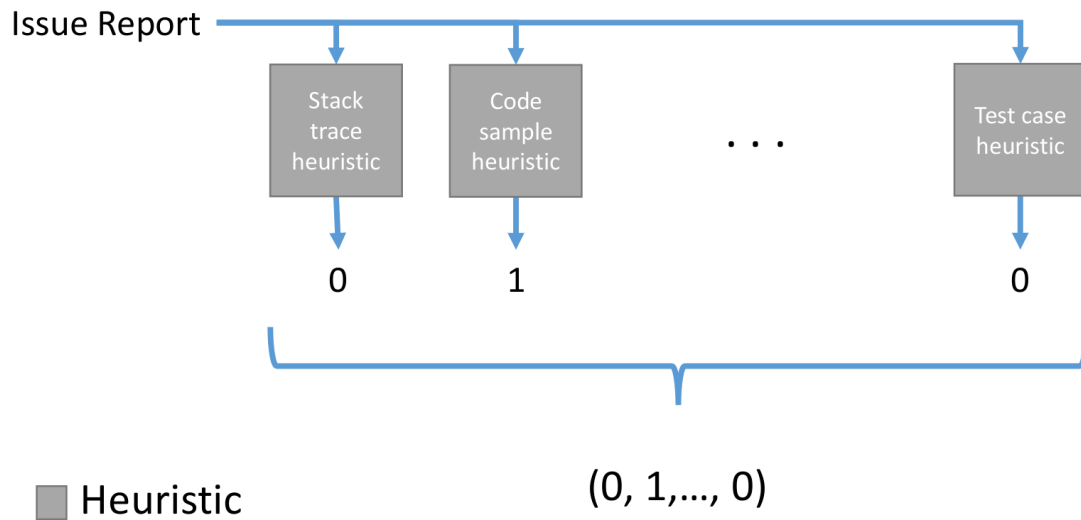 Issue Report
Stack
trace
heuristic
Code
sample
heuristic
. . .
Test case
heuristic
0
1
0
(0, 1,..., 0)
Heuristic